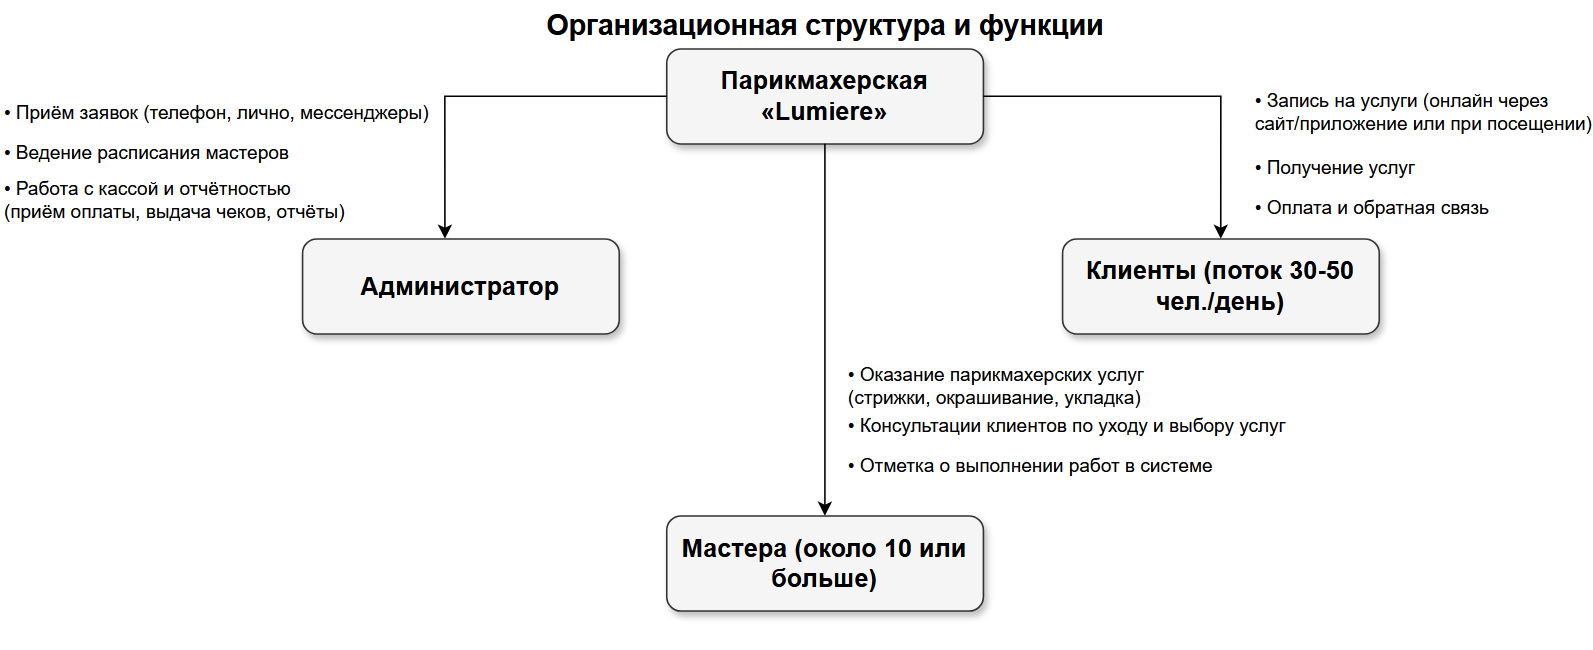 Организационная структура и функции
Парикмахерская
«Lumiere»
• Приём заявок (телефон, лично, мессенджеры)
• Ведение расписания мастеров
• Работа с кассой и отчётностью
(приём оплаты, выдача чеков, отчёты)
• Запись на услуги (онлайн через
сайт/приложение или при посещении)
• Получение услуг
• Оплата и обратная связь
Администратор
Клиенты (поток 30-50
чел./день)
• Оказание парикмахерских услуг
(стрижки, окрашивание, укладка)
• Консультации клиентов по уходу и выбору услуг
• Отметка о выполнении работ в системе
Мастера (около 10 или
больше)